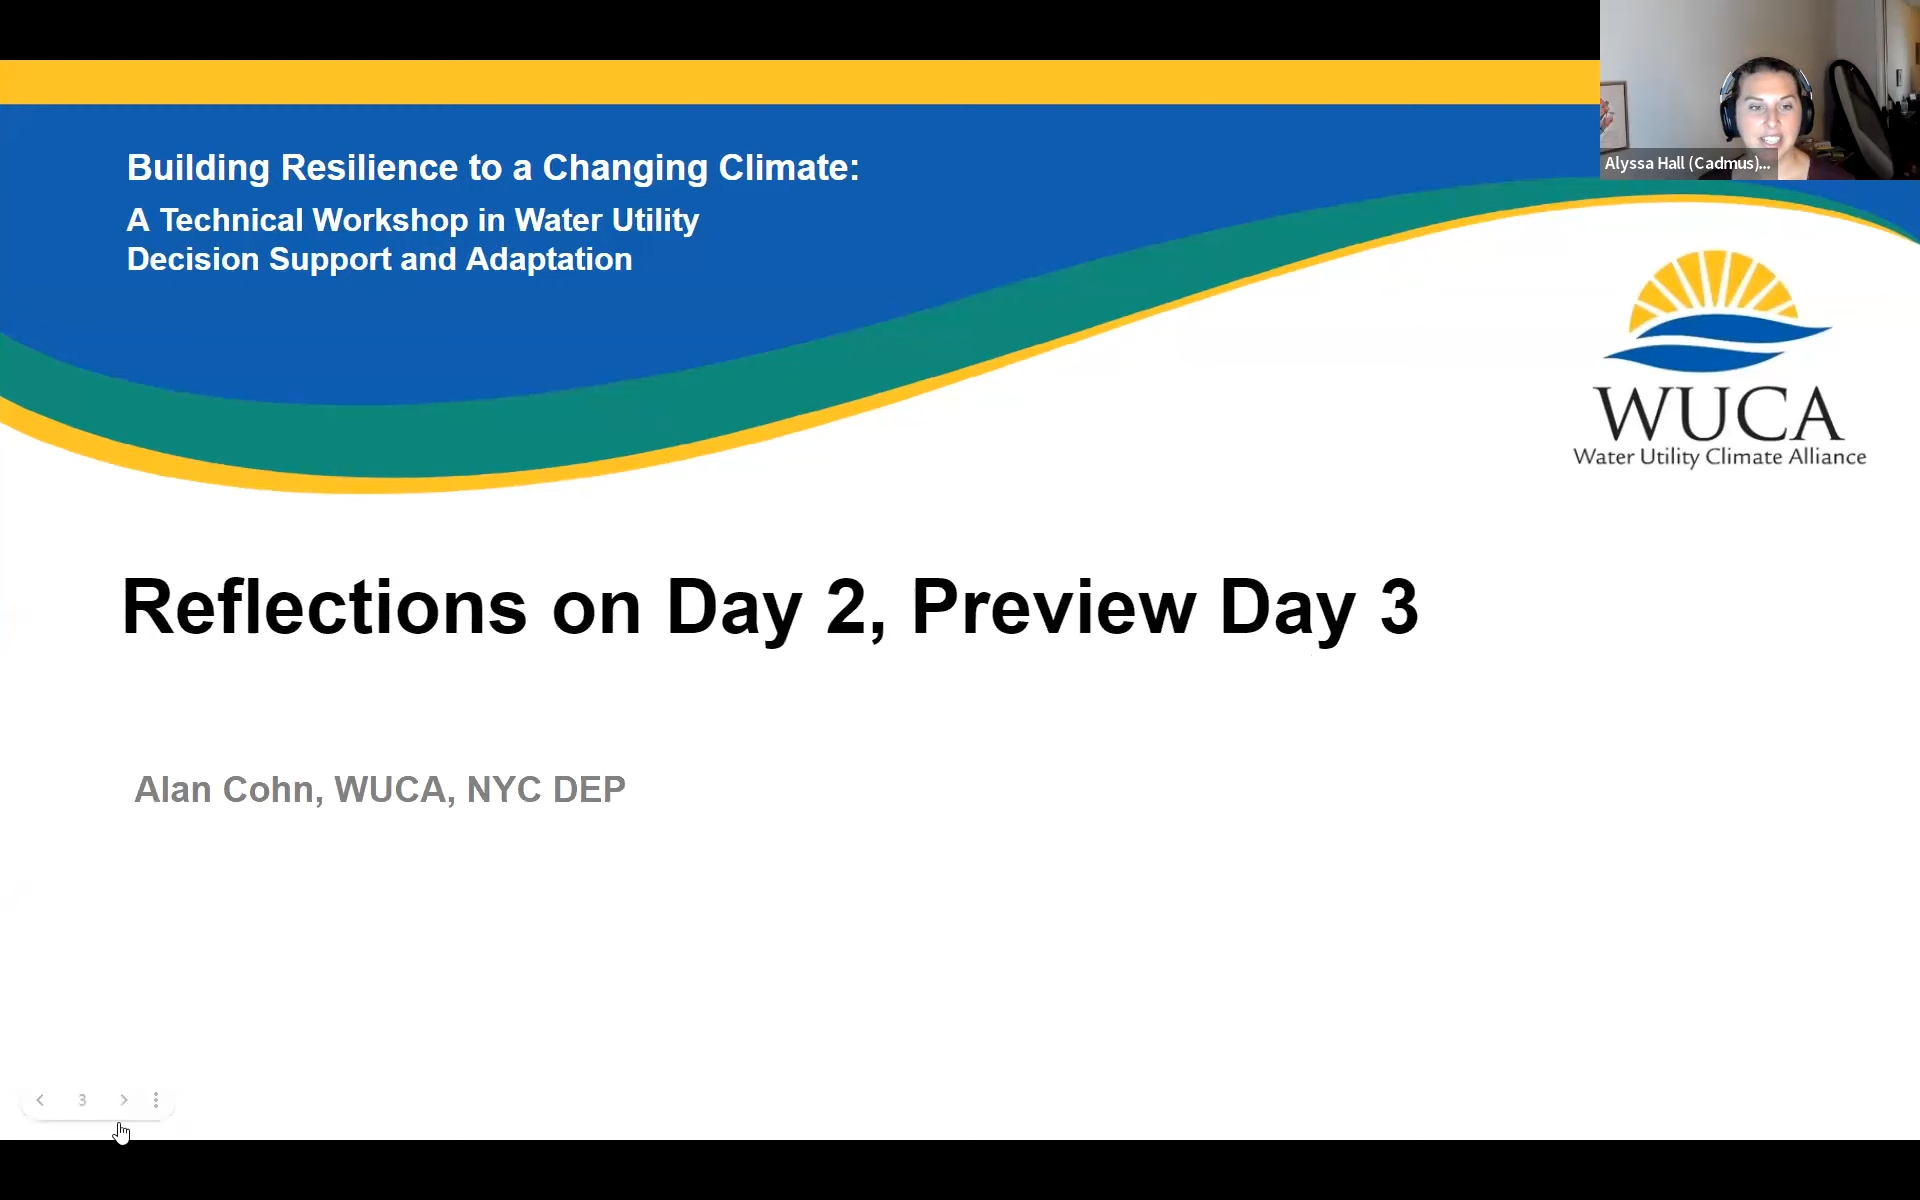 Building Resilience to a Changing Climate:
A Technical Workshop in Water Utility
Decision Support and Adaptation
Alyssa Hall (Cadmus)...
WUCA
Water Utility Climate Alliance
Reflections on Day 2, Preview Day 3
Alan Cohn, WUCA, NYC DEP
3